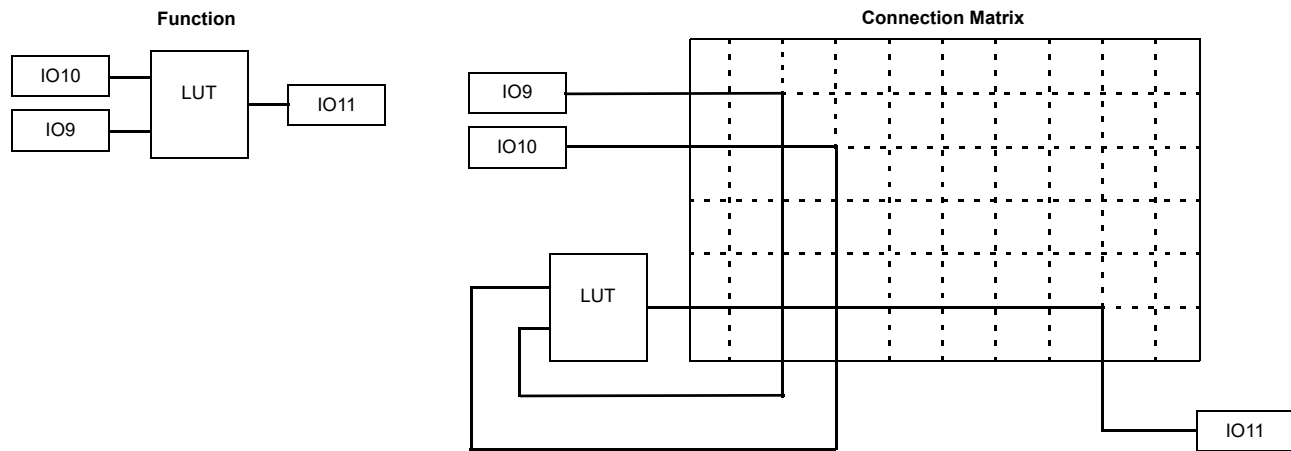 Function
IO10
IO9
LUT
IO11
Connection Matrix
IO9
IO10
LUT
IO11